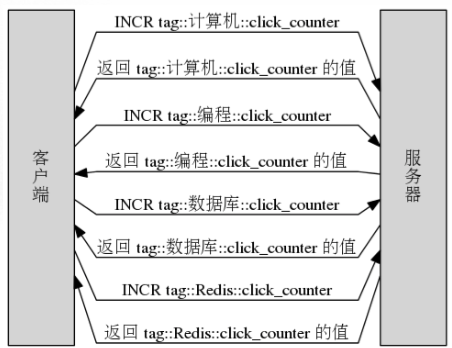 INCR tag::计算机::click_counter
返回 tag::计算机::click_counter 的值
INCR tag::编程::click_counter
返回 tag::编程::click_counter 的值
INCR tag::数据库::click_counter
返回 tag::数据库::click_counter 的值
INCR tag::Redis::click_counter
返回 tag::Redis::click_counter 的值
客户端
服务器